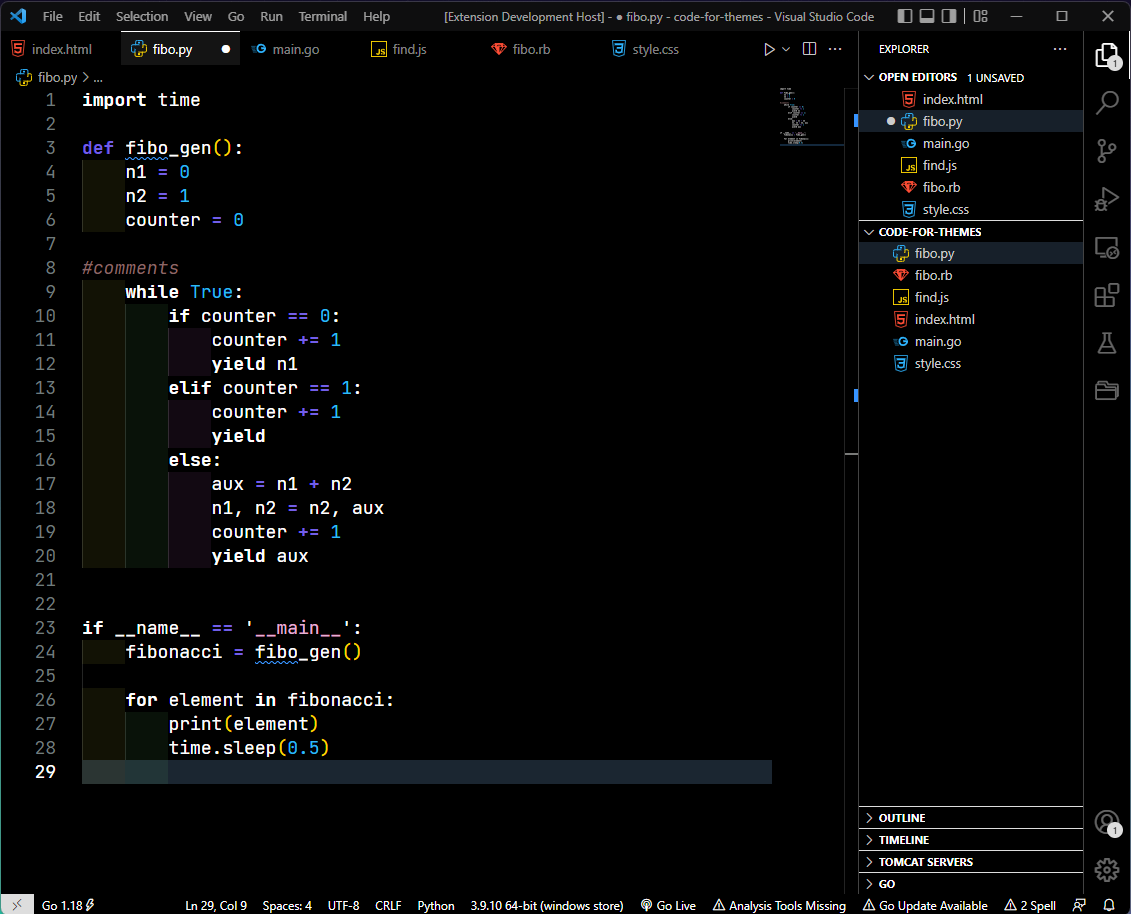 File Edit Selection View Go Run Terminal Help [Extension Development Host] - ● fibo.py - code-for-themes - Visual Studio Code
index.html fibo.py ● main.go find.js fibo.rb style.css ···
fibo.py > ...
1 import time
2
3 def fibo_gen():
4 n1 = 0
5 n2 = 1
6 counter = 0
7
8 #comments
9 while True:
10 if counter == 0:
11 counter += 1
12 yield n1
13 elif counter == 1:
14 counter += 1
15 yield
16 else:
17 aux = n1 + n2
18 n1, n2 = n2, aux
19 counter += 1
20 yield aux
21
22
23 if __name__ == '__main__':
24 fibonacci = fibo_gen()
25
26 for element in fibonacci:
27 print(element)
28 time.sleep(0.5)
29
EXPLORER ···
OPEN EDITORS 1 UNSAVED
index.html
● fibo.py
main.go
JS find.js
fibo.rb
style.css
CODE-FOR-THEMES
fibo.py
fibo.rb
JS find.js
index.html
main.go
style.css
OUTLINE
TIMELINE
TOMCAT SERVERS
GO
1
1
Go 1.18 Ln 29, Col 9 Spaces: 4 UTF-8 CRLF Python 3.9.10 64-bit (windows store) Go Live Analysis Tools Missing Go Update Available 2 Spell